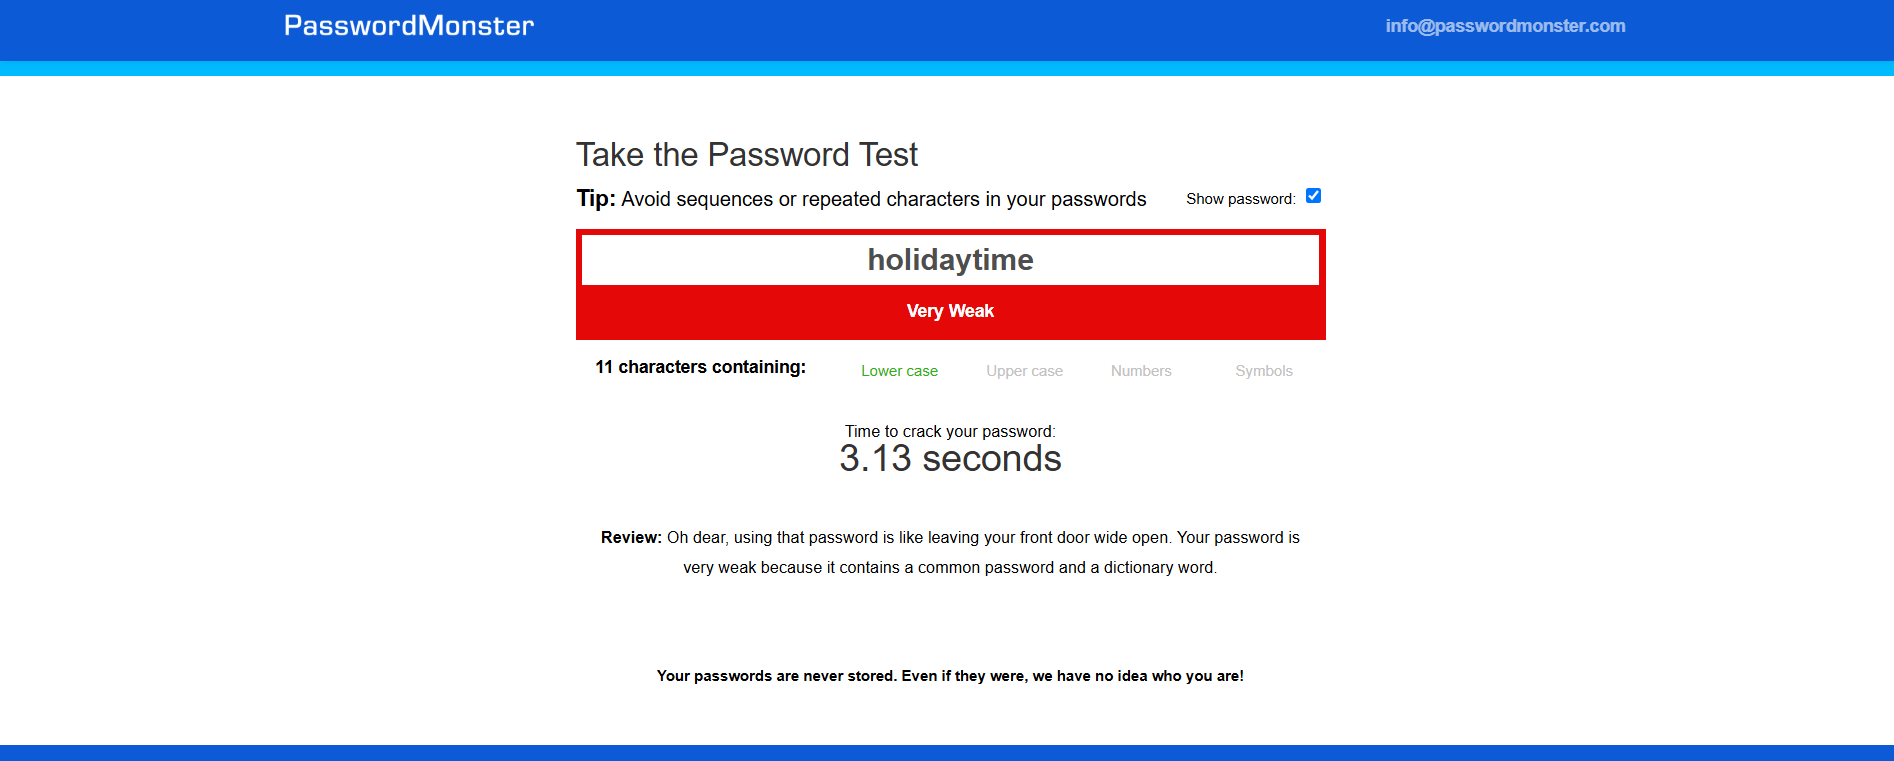 PasswordMonster
info@passwordmonster.com
Take the Password Test
Tip: Avoid sequences or repeated characters in your passwords
Show password:
holidaytime
Very Weak
11 characters containing:
Lower case
Upper case
Numbers
Symbols
Time to crack your password:
3.13 seconds
Review: Oh dear, using that password is like leaving your front door wide open. Your password is
very weak because it contains a common password and a dictionary word.
Your passwords are never stored. Even if they were, we have no idea who you are!